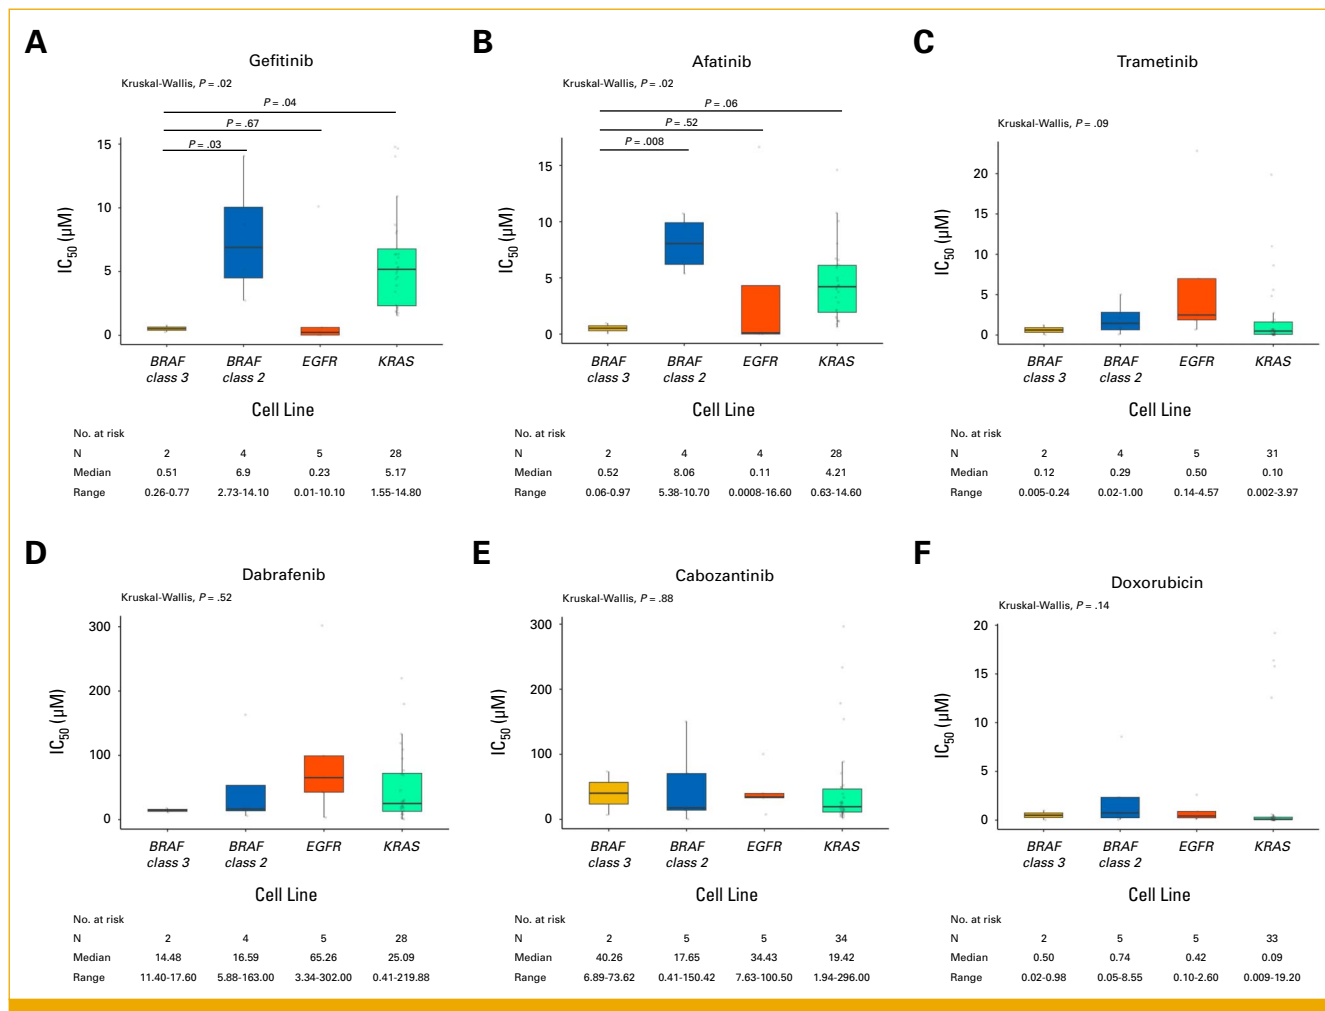 A
Gefitinib
Kruskal-Wallis, P = .02
P = .04
P = .67
P = .03
15
10
5
0
IC50 (µM)
BRAF class 3
BRAF class 2
EGFR
KRAS
Cell Line
No. at risk
N 2 4 5 28
Median 0.51 6.9 0.23 5.17
Range 0.26-0.77 2.73-14.10 0.01-10.10 1.55-14.80
B
Afatinib
Kruskal-Wallis, P = .02
P = .06
P = .52
P = .008
15
10
5
0
IC50 (µM)
BRAF class 3
BRAF class 2
EGFR
KRAS
Cell Line
No. at risk
N 2 4 4 28
Median 0.52 8.06 0.11 4.21
Range 0.06-0.97 5.38-10.70 0.0008-16.60 0.63-14.60
C
Trametinib
Kruskal-Wallis, P = .09
20
15
10
5
0
IC50 (µM)
BRAF class 3
BRAF class 2
EGFR
KRAS
Cell Line
No. at risk
N 2 4 5 31
Median 0.12 0.29 0.50 0.10
Range 0.005-0.24 0.02-1.00 0.14-4.57 0.002-3.97
D
Dabrafenib
Kruskal-Wallis, P = .52
300
200
100
0
IC50 (µM)
BRAF class 3
BRAF class 2
EGFR
KRAS
Cell Line
No. at risk
N 2 4 5 28
Median 14.48 16.59 65.26 25.09
Range 11.40-17.60 5.88-163.00 3.34-302.00 0.41-219.88
E
Cabozantinib
Kruskal-Wallis, P = .88
300
200
100
0
IC50 (µM)
BRAF class 3
BRAF class 2
EGFR
KRAS
Cell Line
No. at risk
N 2 5 5 34
Median 40.26 17.65 34.43 19.42
Range 6.89-73.62 0.41-150.42 7.63-100.50 1.94-296.00
F
Doxorubicin
Kruskal-Wallis, P = .14
20
15
10
5
0
IC50 (µM)
BRAF class 3
BRAF class 2
EGFR
KRAS
Cell Line
No. at risk
N 2 5 5 33
Median 0.50 0.74 0.42 0.09
Range 0.02-0.98 0.05-8.55 0.10-2.60 0.009-19.20